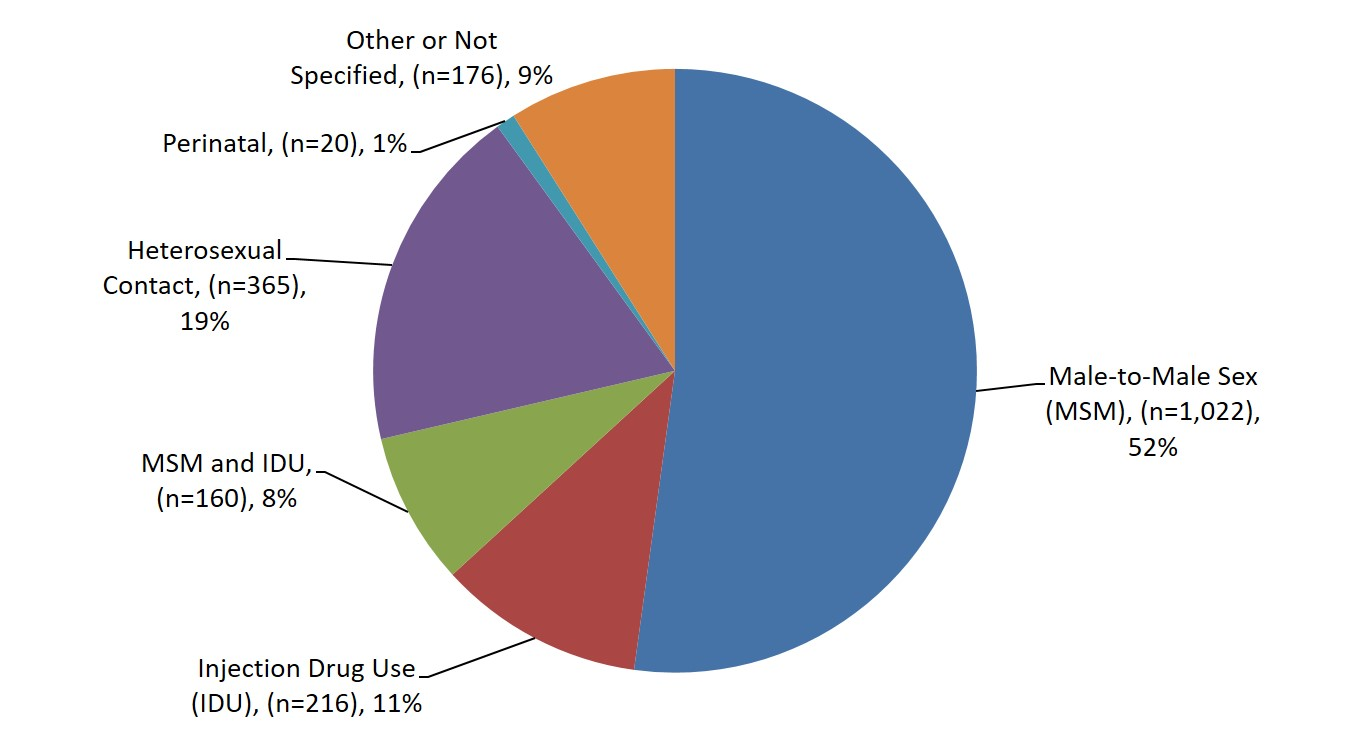 Other or Not
Specified, (n=176), 9%
Perinatal, (n=20), 1%
Heterosexual
Contact, (n=365),
19%
Male-to-Male Sex
(MSM), (n=1,022),
52%
MSM and IDU,
(n=160), 8%
Injection Drug Use
(IDU), (n=216), 11%